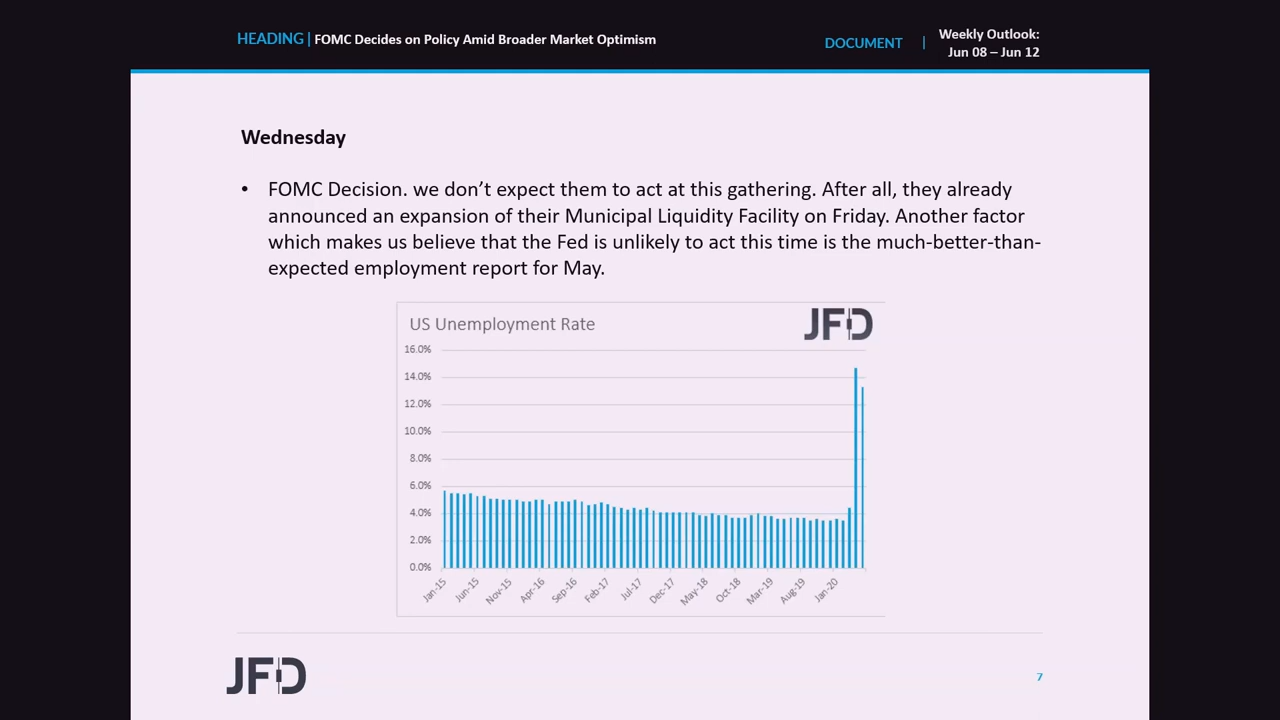 HEADING | FOMC Decides on Policy Amid Broader Market Optimism
DOCUMENT | Weekly Outlook:
Jun 08 – Jun 12
Wednesday
• FOMC Decision. we don't expect them to act at this gathering. After all, they already
announced an expansion of their Municipal Liquidity Facility on Friday. Another factor
which makes us believe that the Fed is unlikely to act this time is the much-better-than-
expected employment report for May.
US Unemployment Rate
JFD
16.0%
14.0%
12.0%
10.0%
8.0%
6.0%
4.0%
2.0%
0.0%
Jan-15
Jun-15
Nov-15
Apr-16
Sep-16
Feb-17
Jul-17
Dec-17
May-18
Oct-18
Mar-19
Aug-19
Jan-20
JFD
7